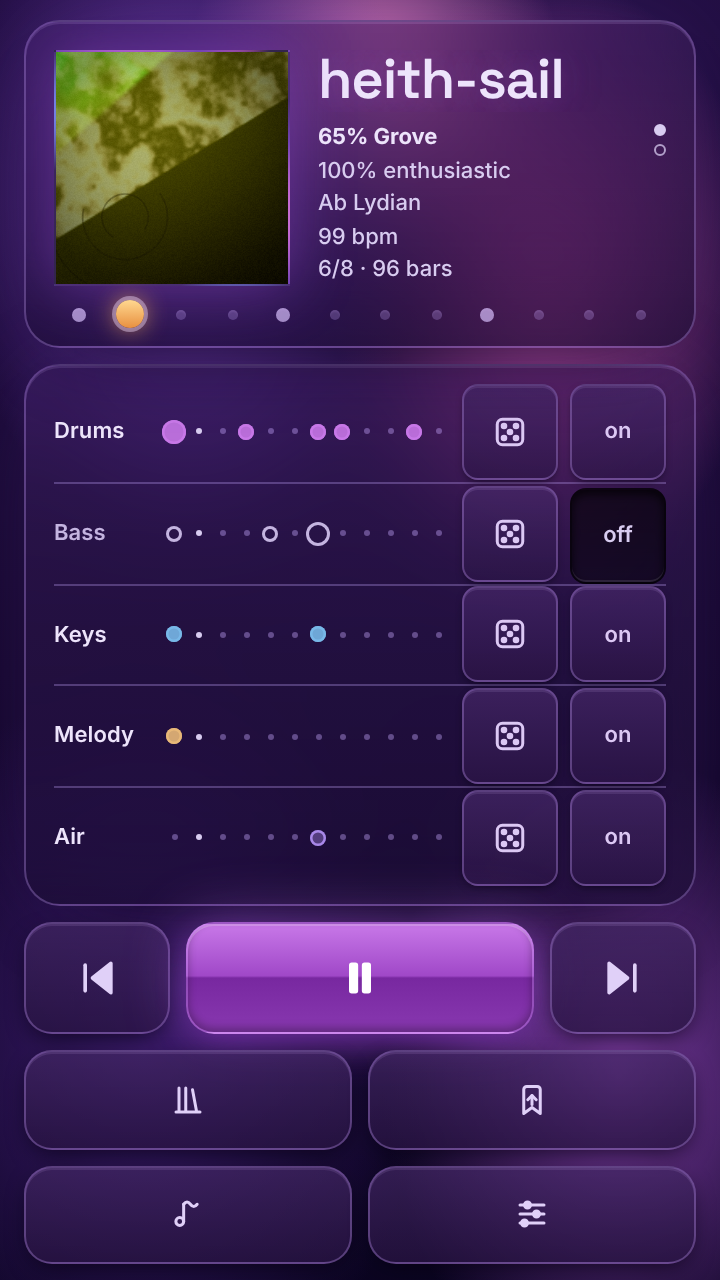 heith-sail
65% Grove
100% enthusiastic
Ab Lydian
99 bpm
6/8 · 96 bars
Drums on
Bass off
Keys on
Melody on
Air on